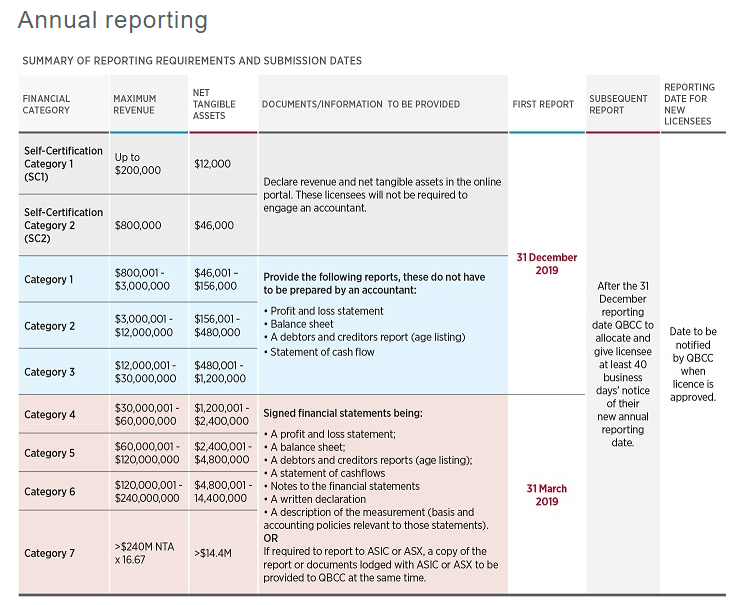 Annual reporting
SUMMARY OF REPORTING REQUIREMENTS AND SUBMISSION DATES
FINANCIAL
CATEGORY
MAXIMUM
REVENUE
NET
TANGIBLE
ASSETS
DOCUMENTS/INFORMATION TO BE PROVIDED
FIRST REPORT
SUBSEQUENT
REPORT
REPORTING
DATE FOR
NEW
LICENSEES
Self-Certification
Category 1
(SC1)
Up to
$200,000
$12,000
Declare revenue and net tangible assets in the online
portal. These licensees will not be required to
engage an accountant.
Self-Certification
Category 2
(SC2)
$800,000
$46,000
31 December
2019
Category 1
$800,001 -
$3,000,000
$46,001 –
$156,000
Provide the following reports, these do not have
to be prepared by an accountant:
• Profit and loss statement
• Balance sheet
• A debtors and creditors report (age listing)
• Statement of cash flow
Category 2
$3,000,001 -
$12,000,000
$156,001 -
$480,000
Category 3
$12,000,001 -
$30,000,000
$480,001 -
$1,200,000
After the 31
December
reporting
date QBCC to
allocate and
give licensee
at least 40
business
days' notice
of their
new annual
reporting
date.
Date to be
notified
by QBCC
when
licence is
approved.
Category 4
$30,000,001 -
$60,000,000
$1,200,001 -
$2,400,000
Signed financial statements being:
• A profit and loss statement;
• A balance sheet;
• A debtors and creditors reports (age listing);
• A statement of cashflows
• Notes to the financial statements
• A written declaration
• A description of the measurement (basis and
accounting policies relevant to those statements).
OR
If required to report to ASIC or ASX, a copy of the
report or documents lodged with ASIC or ASX to be
provided to QBCC at the same time.
Category 5
$60,000,001 -
$120,000,000
$2,400,001 -
$4,800,000
Category 6
$120,000,001 -
$240,000,000
$4,800,001 -
14,400,000
31 March
2019
Category 7
>$240M NTA
x 16.67
>$14.4M